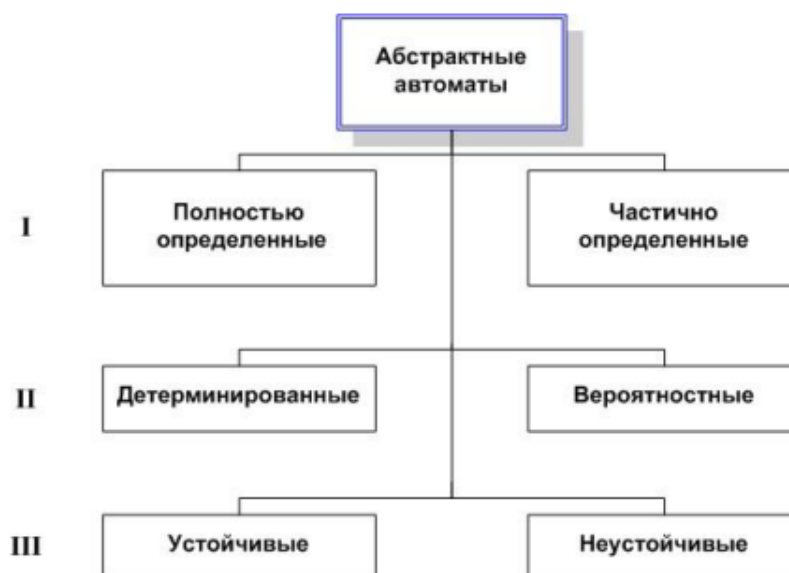 Абстрактные
автоматы
I
Полностью
определенные
Частично
определенные
II
Детерминированные
Вероятностные
III
Устойчивые
Неустойчивые